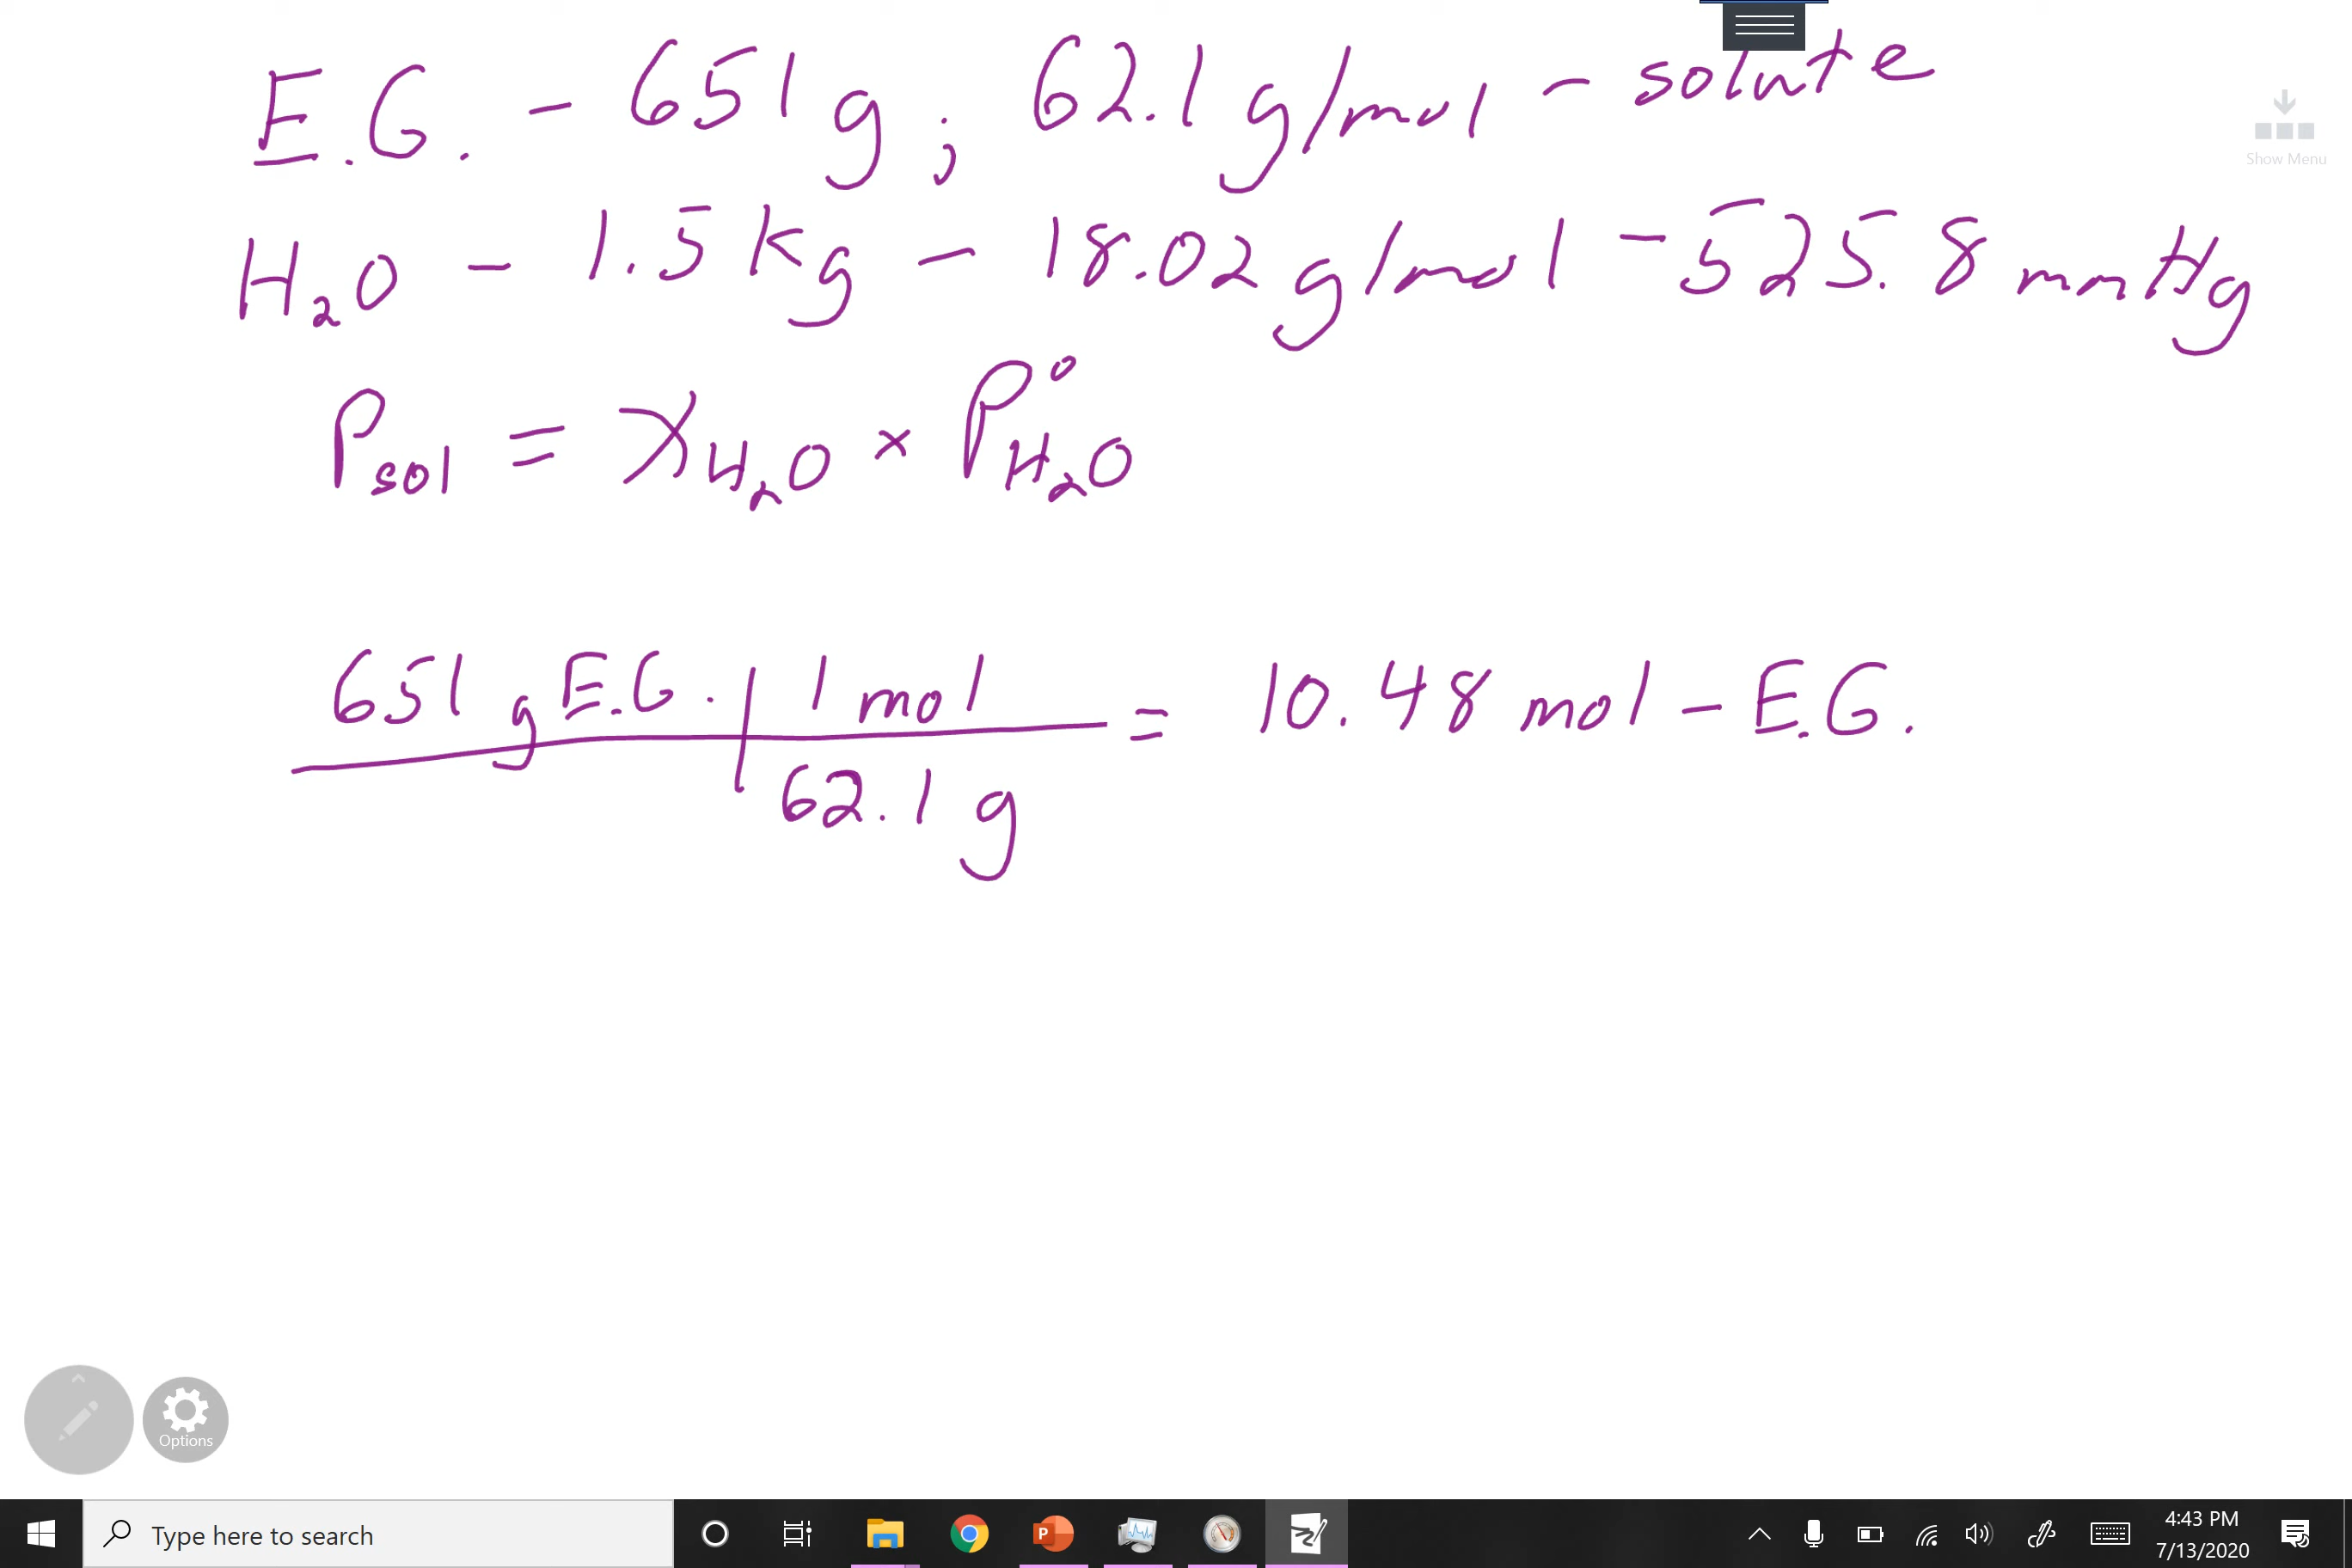 E.G. - 651 g ; 62.1 g/mol - solute
Show Menu
H₂O - 1.5 kg - 18.02 g/mol - 525.8 mmHg
Psol = XH₂O × P°H₂O
651 g E.G. | 1 mol = 10.48 mol - E.G.
62.1 g
Options
Type here to search
4:43 PM
7/13/2020